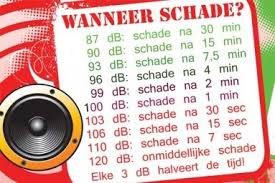 WANNEER SCHADE?
87 dB: schade na 30 min
90 dB: schade na 15 min
93 dB: schade na 7,5 min
96 dB: schade na 4 min
99 dB: schade na 2 min
100 dB: schade na 1 min
103 dB: schade na 30 sec
106 dB: schade na 15 sec
110 dB: schade na 7 sec
120 dB: onmiddellijke schade
Elke 3 dB halveert de tijd!